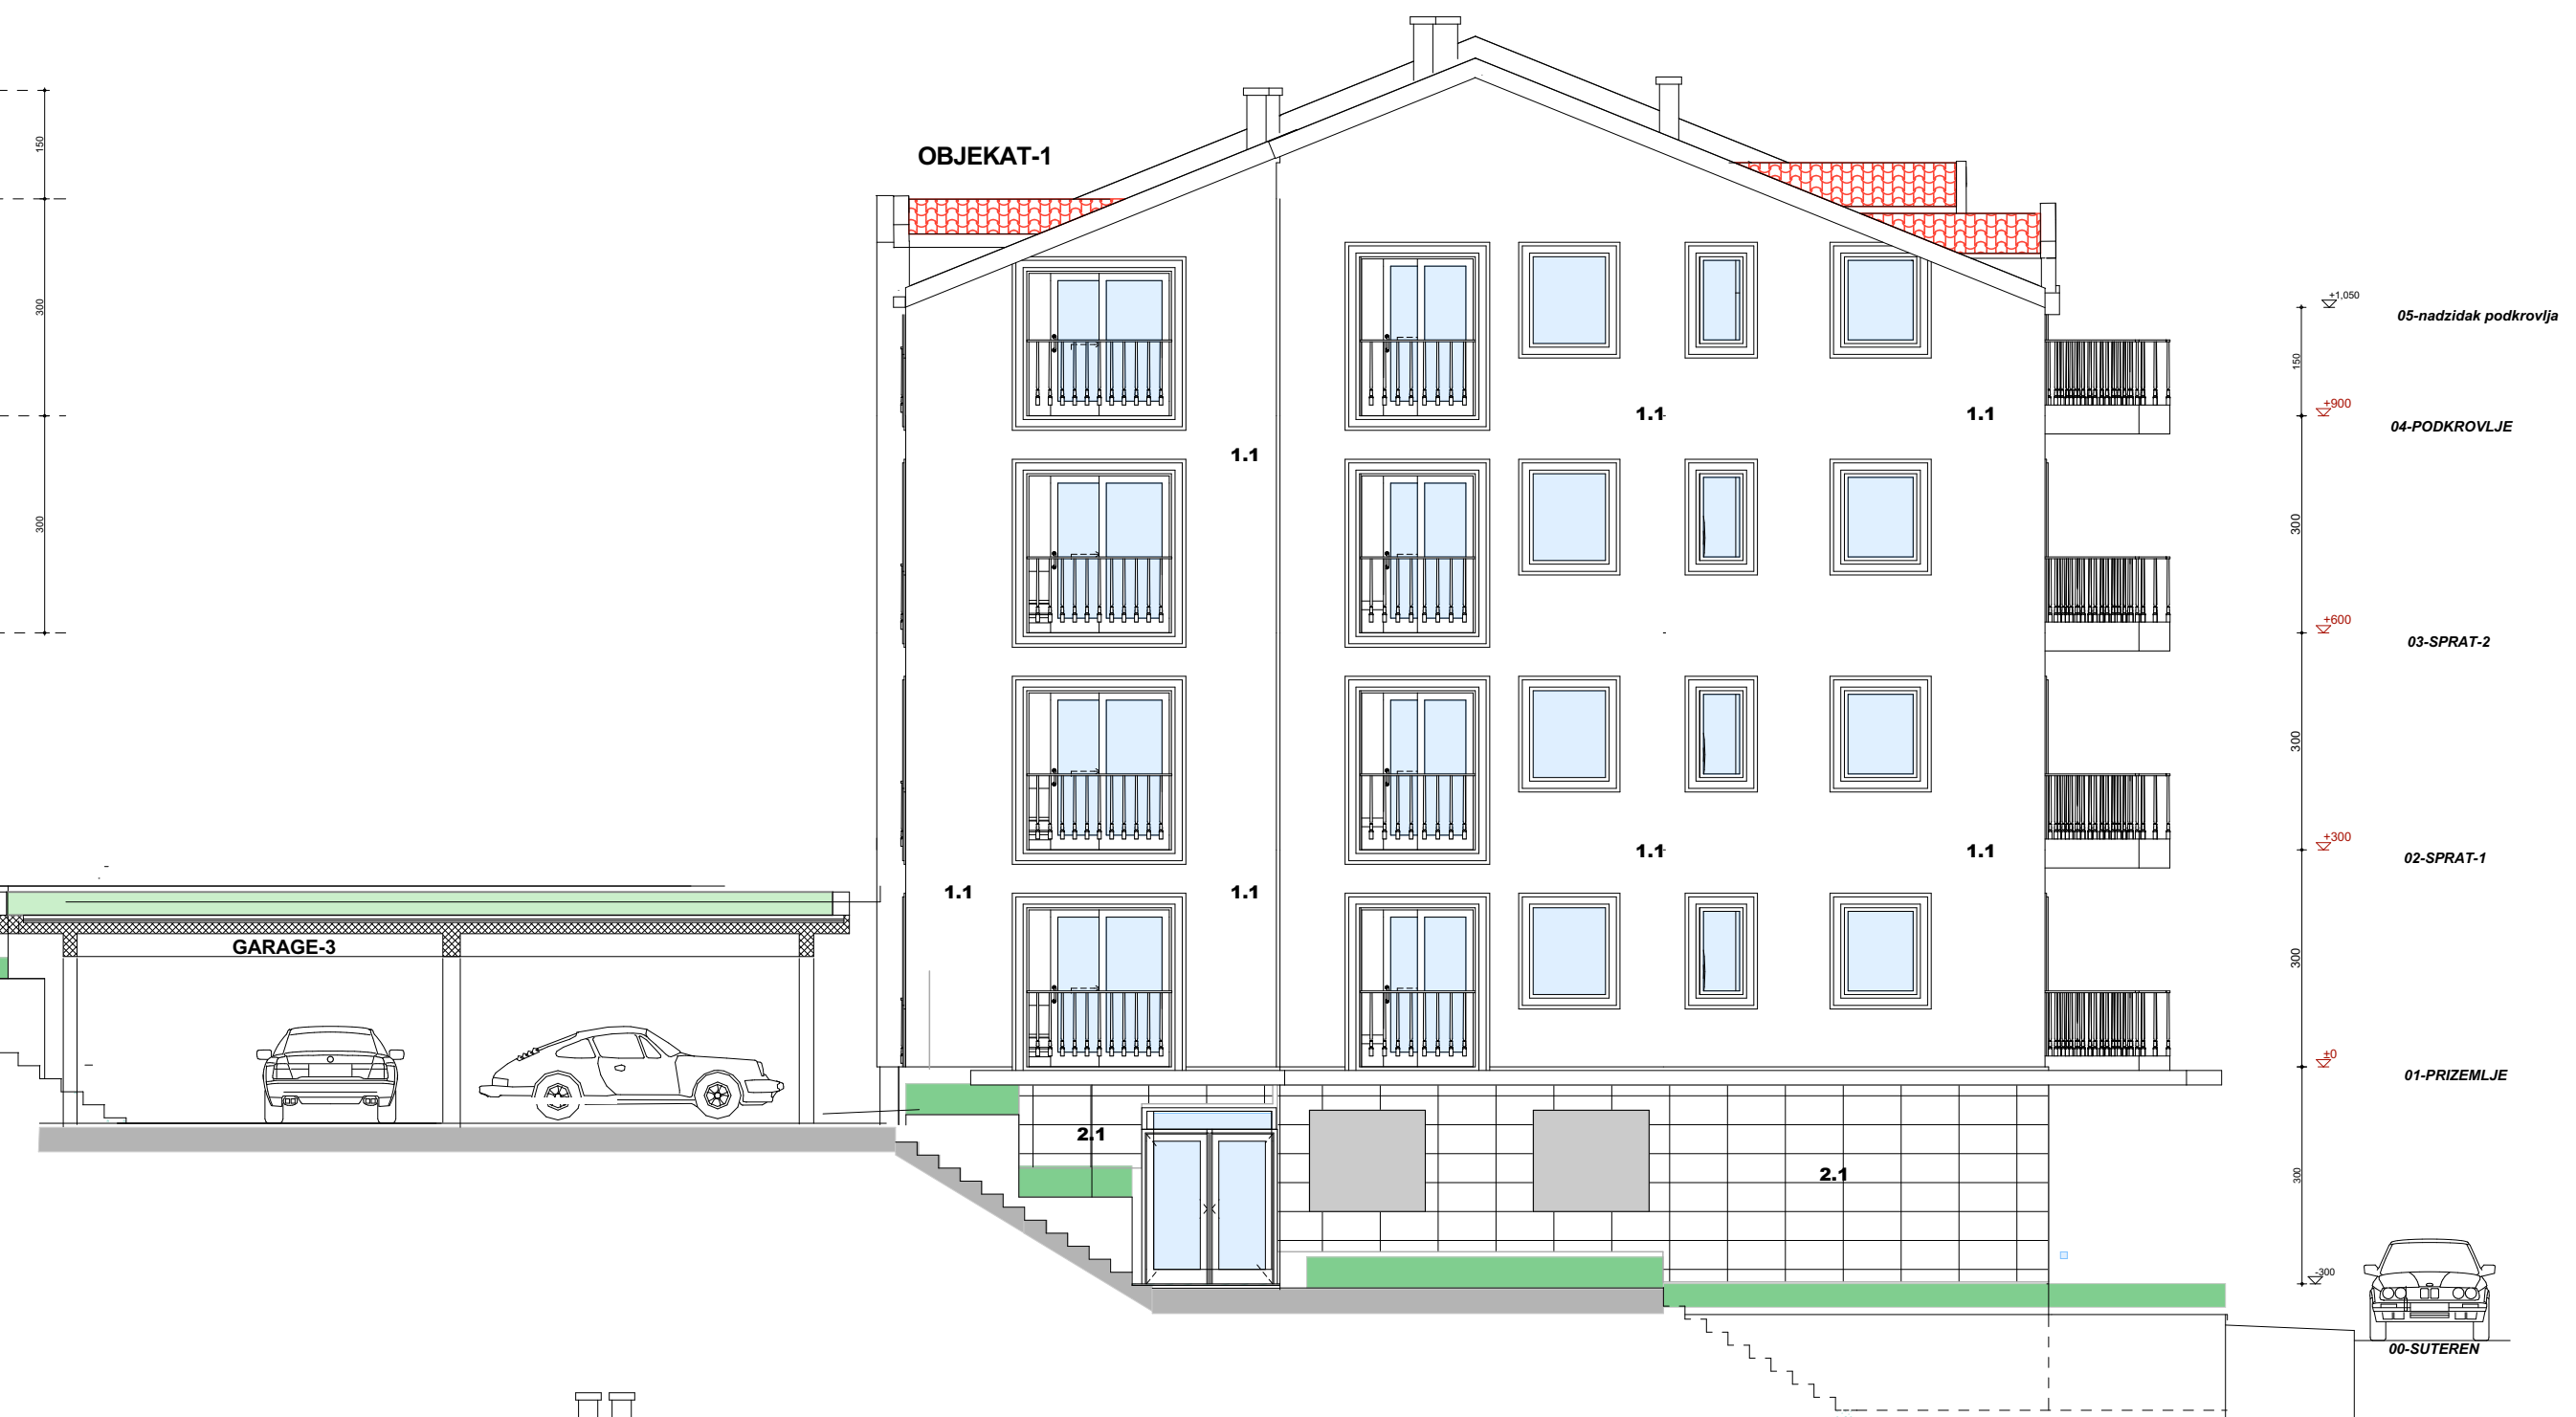 OBJEKAT-1
150
300
300
+1,050
05-nadzidak podkrovlja
150
+900
04-PODKROVLJE
1.1
1.1
1.1
300
+600
03-SPRAT-2
300
+300
02-SPRAT-1
1.1
1.1
1.1
1.1
GARAGE-3
300
±0
01-PRIZEMLJE
2.1
2.1
300
-300
00-SUTEREN